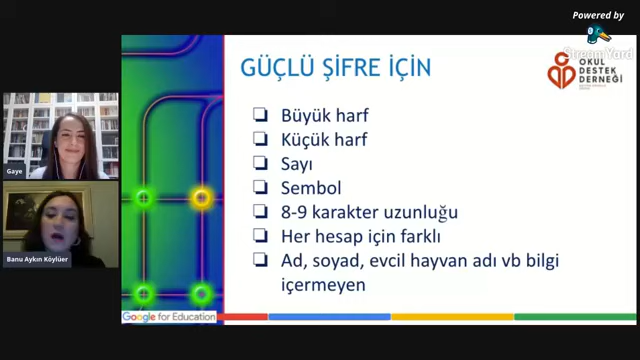 Powered by
StreamYard
GÜÇLÜ ŞİFRE İÇİN
OKUL
DESTEK
DERNEĞİ
Büyük harf
Küçük harf
Sayı
Sembol
8-9 karakter uzunluğu
Her hesap için farklı
Ad, soyad, evcil hayvan adı vb bilgi
içermeyen
Gaye
Banu Aykın Köylüer
Google for Education